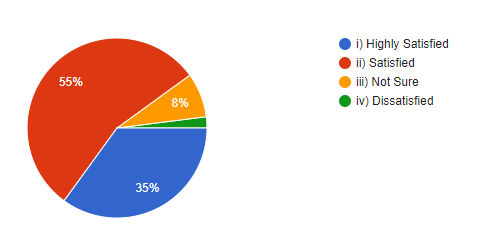 i) Highly Satisfied
ii) Satisfied
iii) Not Sure
iv) Dissatisfied
55%
8%
35%